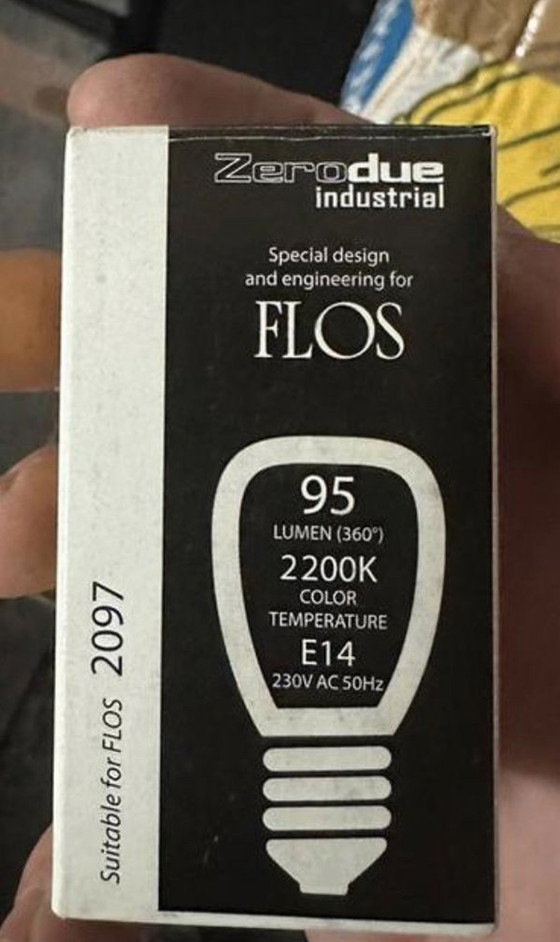 Zerodue
industrial
Special design
and engineering for
FLOS
95
LUMEN (360°)
2200K
COLOR
TEMPERATURE
E14
230V AC 50Hz
Suitable for FLOS 2097